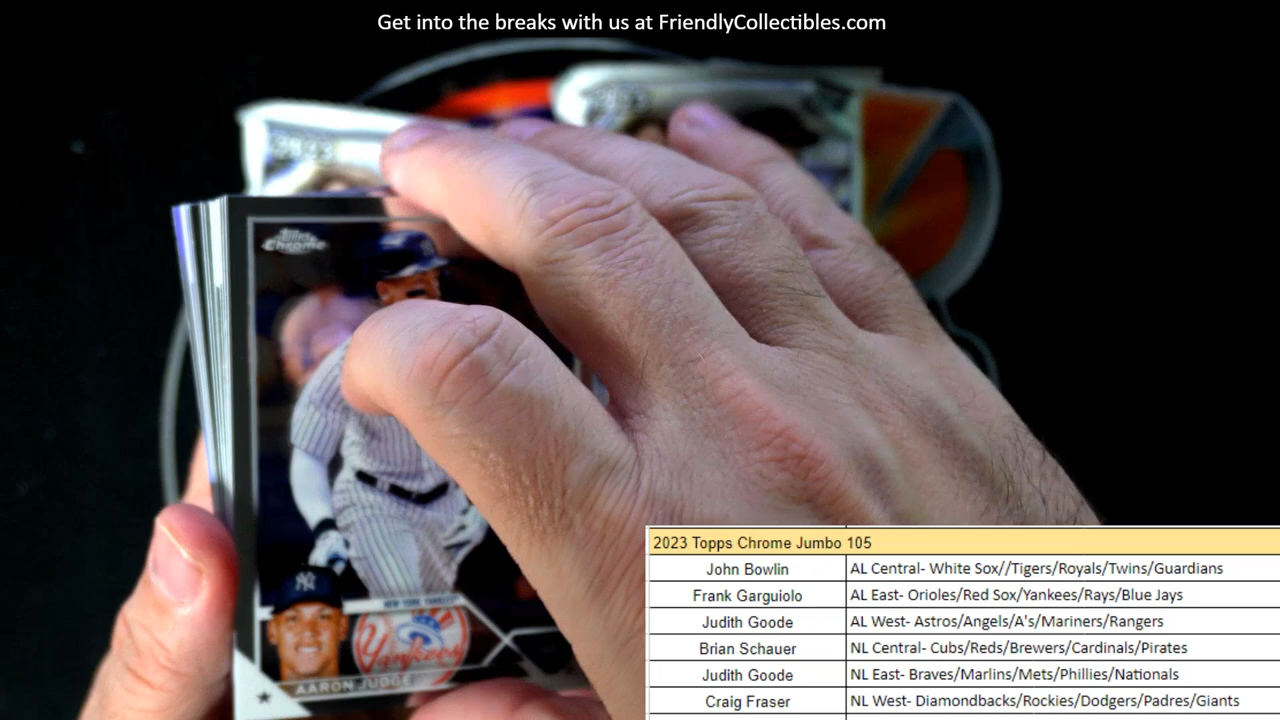 Get into the breaks with us at FriendlyCollectibles.com
Topps
Chrome
NEW YORK YANKEES
Yankees
AARON JUDGE
2023 Topps Chrome Jumbo 105
John Bowlin AL Central- White Sox//Tigers/Royals/Twins/Guardians
Frank Garguiolo AL East- Orioles/Red Sox/Yankees/Rays/Blue Jays
Judith Goode AL West- Astros/Angels/A's/Mariners/Rangers
Brian Schauer NL Central- Cubs/Reds/Brewers/Cardinals/Pirates
Judith Goode NL East- Braves/Marlins/Mets/Phillies/Nationals
Craig Fraser NL West- Diamondbacks/Rockies/Dodgers/Padres/Giants